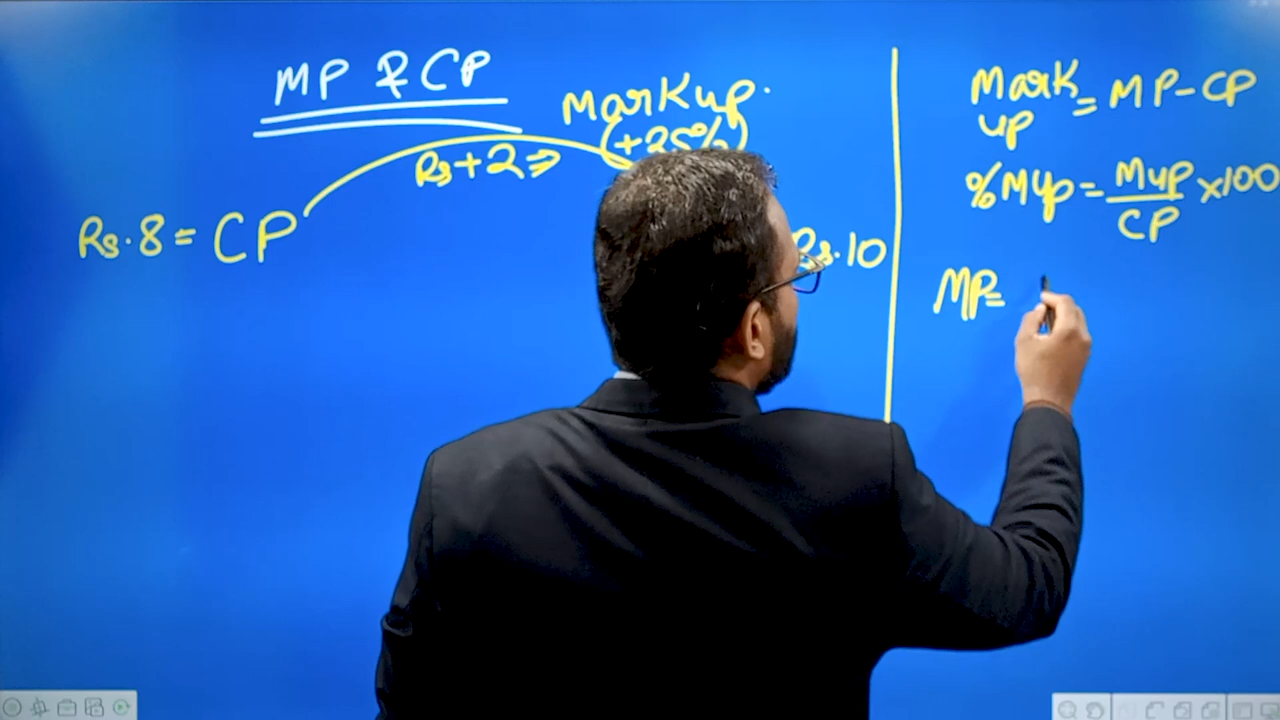 MP & CP
Markup.
(+25%)
Rs+2⇒
Rs.8 = CP
Rs.10
Mark up = MP-CP
%Mup = Mup/CP ×100
MP=